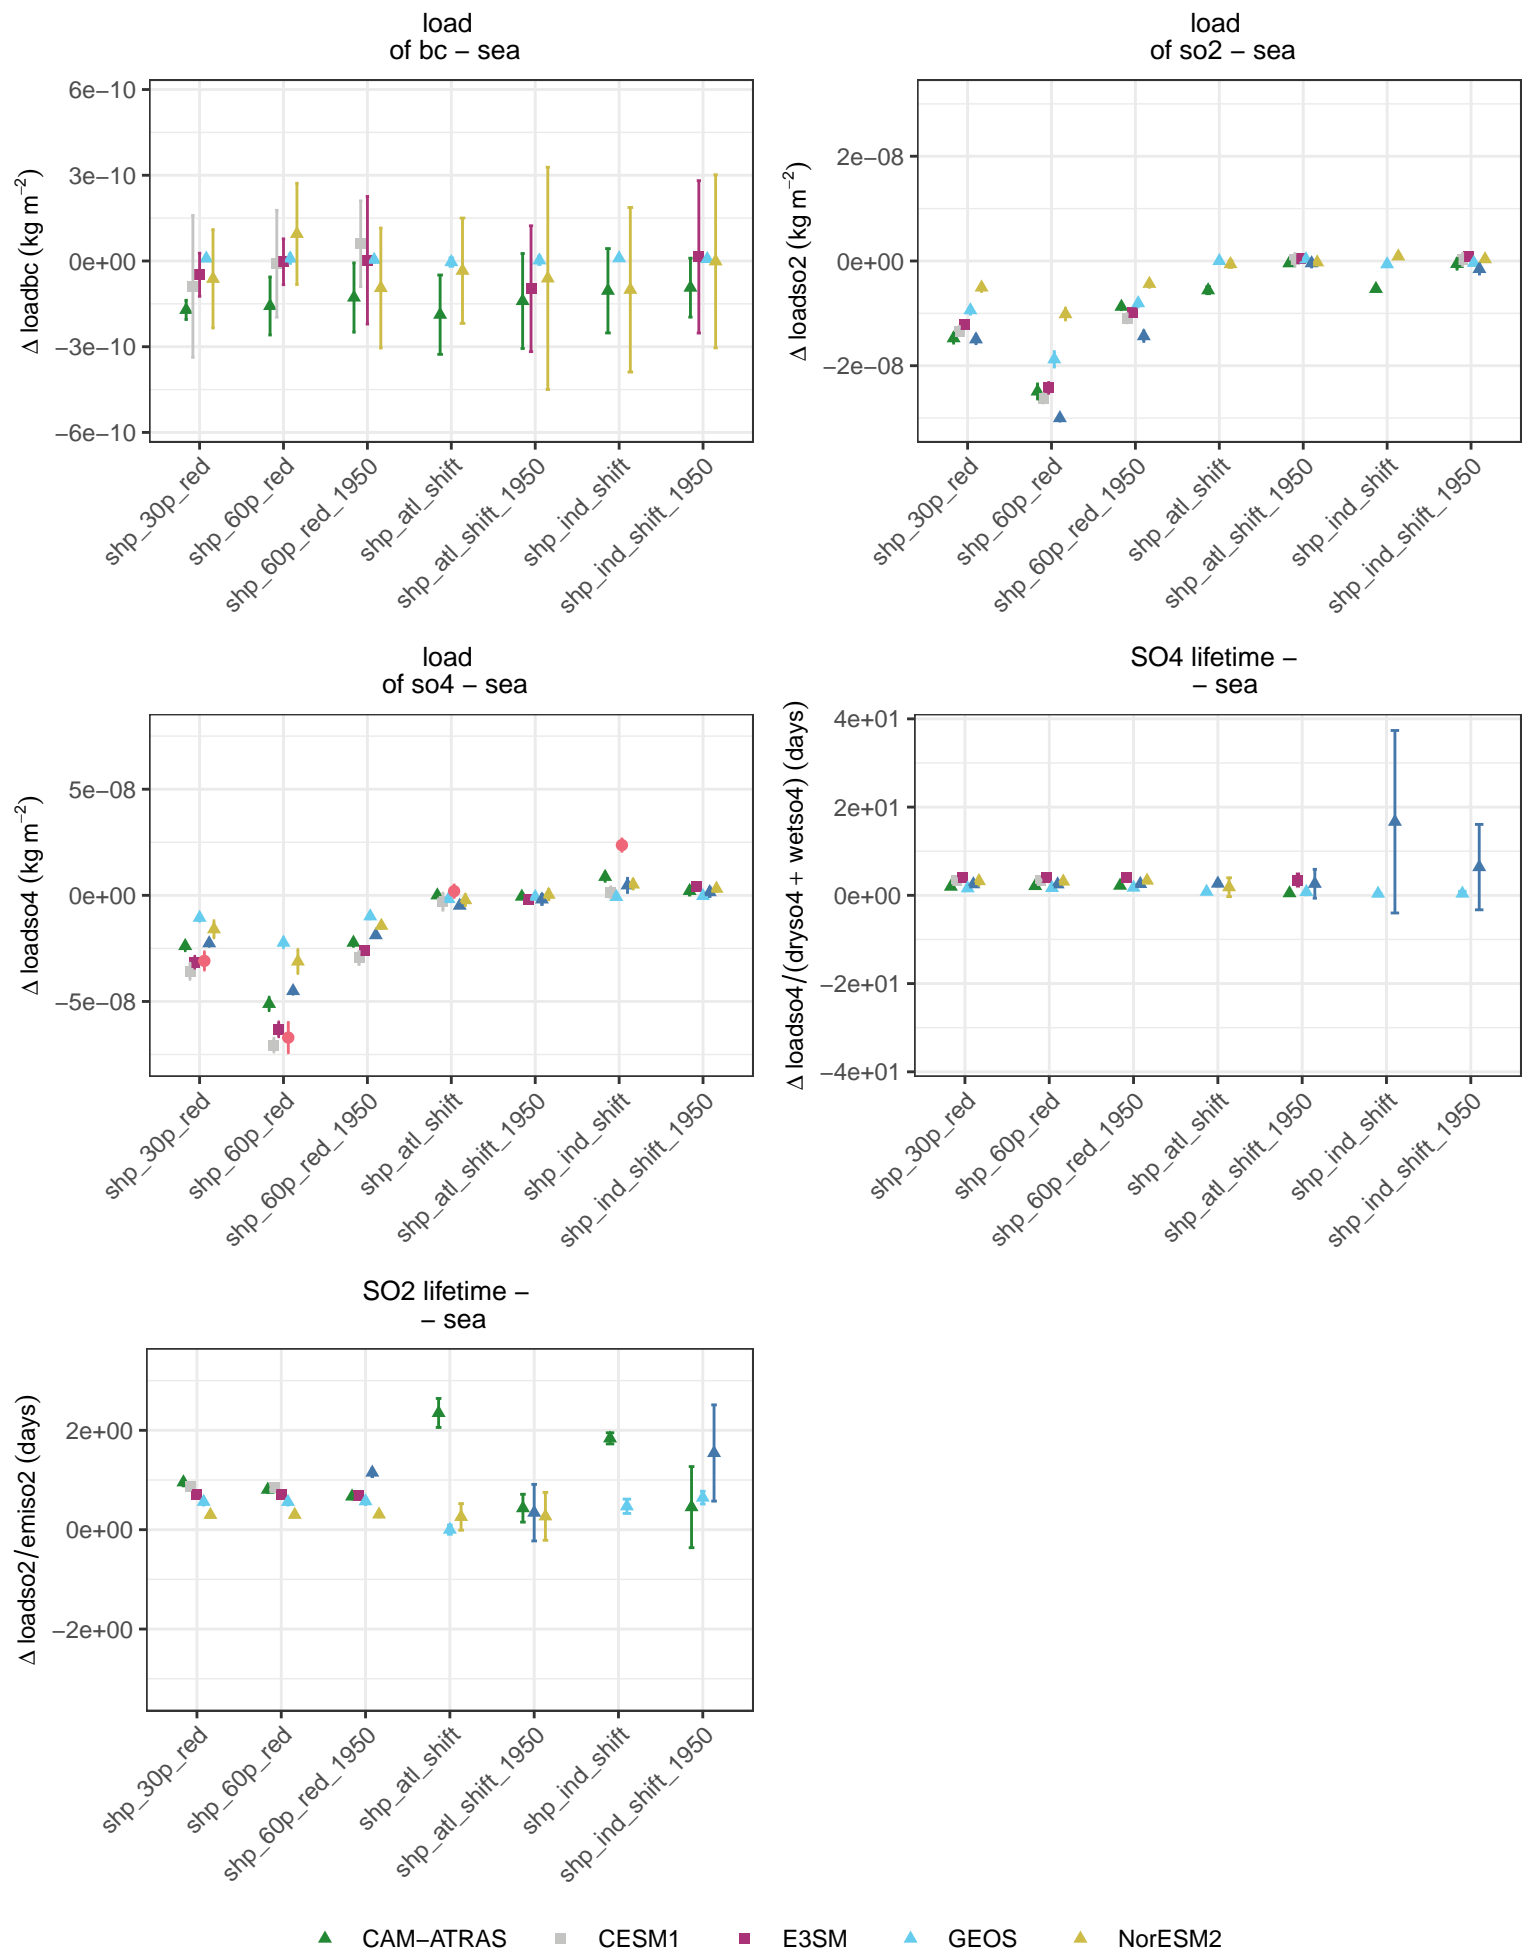 load
of bc – sea
Δ loadbc (kg m−2)
6e−10
3e−10
0e+00
−3e−10
−6e−10
shp_30p_red
shp_60p_red
shp_60p_red_1950
shp_atl_shift
shp_atl_shift_1950
shp_ind_shift
shp_ind_shift_1950
load
of so2 – sea
Δ loadso2 (kg m−2)
2e−08
0e+00
−2e−08
shp_30p_red
shp_60p_red
shp_60p_red_1950
shp_atl_shift
shp_atl_shift_1950
shp_ind_shift
shp_ind_shift_1950
load
of so4 – sea
Δ loadso4 (kg m−2)
5e−08
0e+00
−5e−08
shp_30p_red
shp_60p_red
shp_60p_red_1950
shp_atl_shift
shp_atl_shift_1950
shp_ind_shift
shp_ind_shift_1950
SO4 lifetime –
– sea
Δ loadso4/(dryso4 + wetso4) (days)
4e+01
2e+01
0e+00
−2e+01
−4e+01
shp_30p_red
shp_60p_red
shp_60p_red_1950
shp_atl_shift
shp_atl_shift_1950
shp_ind_shift
shp_ind_shift_1950
SO2 lifetime –
– sea
Δ loadso2/emiso2 (days)
2e+00
0e+00
−2e+00
shp_30p_red
shp_60p_red
shp_60p_red_1950
shp_atl_shift
shp_atl_shift_1950
shp_ind_shift
shp_ind_shift_1950
CAM−ATRAS CESM1 E3SM GEOS NorESM2